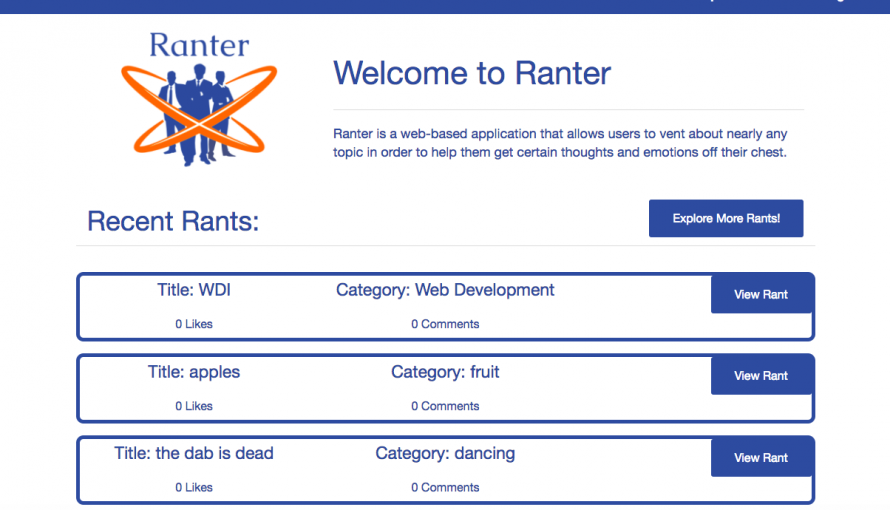 Ranter
Welcome to Ranter
Ranter is a web-based application that allows users to vent about nearly any
topic in order to help them get certain thoughts and emotions off their chest.
Recent Rants:
Explore More Rants!
Title: WDI
Category: Web Development
View Rant
0 Likes
0 Comments
Title: apples
Category: fruit
View Rant
0 Likes
0 Comments
Title: the dab is dead
Category: dancing
View Rant
0 Likes
0 Comments